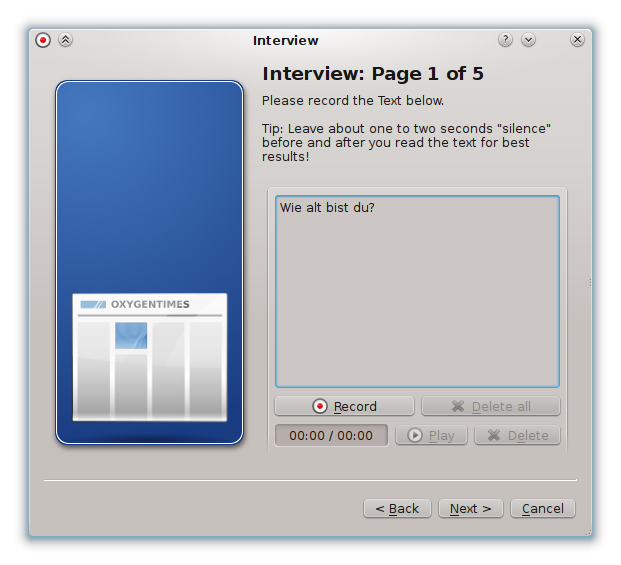 Interview
Interview: Page 1 of 5
Please record the Text below.
Tip: Leave about one to two seconds "silence"
before and after you read the text for best
results!
Wie alt bist du?
OXYGENTIMES
Record
Delete all
00:00 / 00:00
Play
Delete
< Back
Next >
Cancel